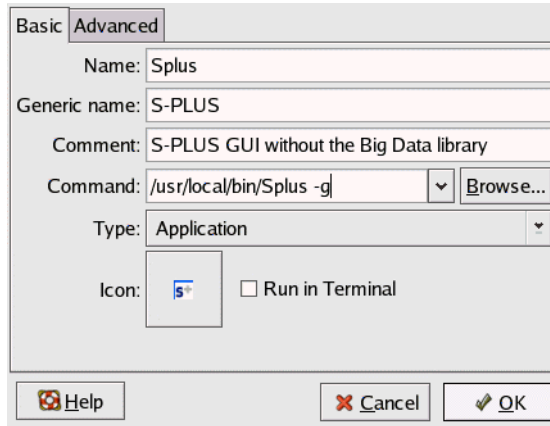 Basic Advanced
Name: Splus
Generic name: S-PLUS
Comment: S-PLUS GUI without the Big Data library
Command: /usr/local/bin/Splus -g Browse...
Type: Application
Icon: S+ Run in Terminal
Help Cancel OK